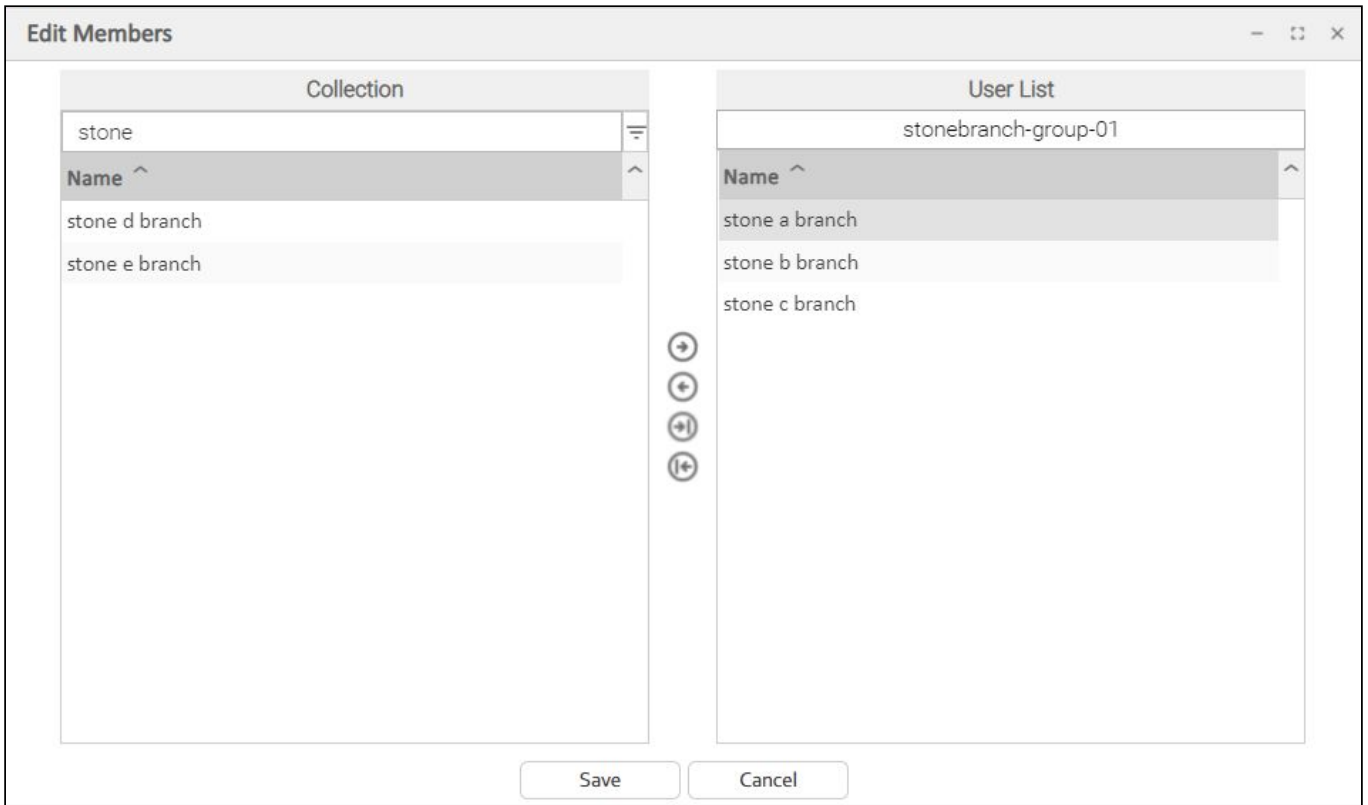 Edit Members
Collection
stone
Name
stone d branch
stone e branch
User List
stonebranch-group-01
Name
stone a branch
stone b branch
stone c branch
Save
Cancel